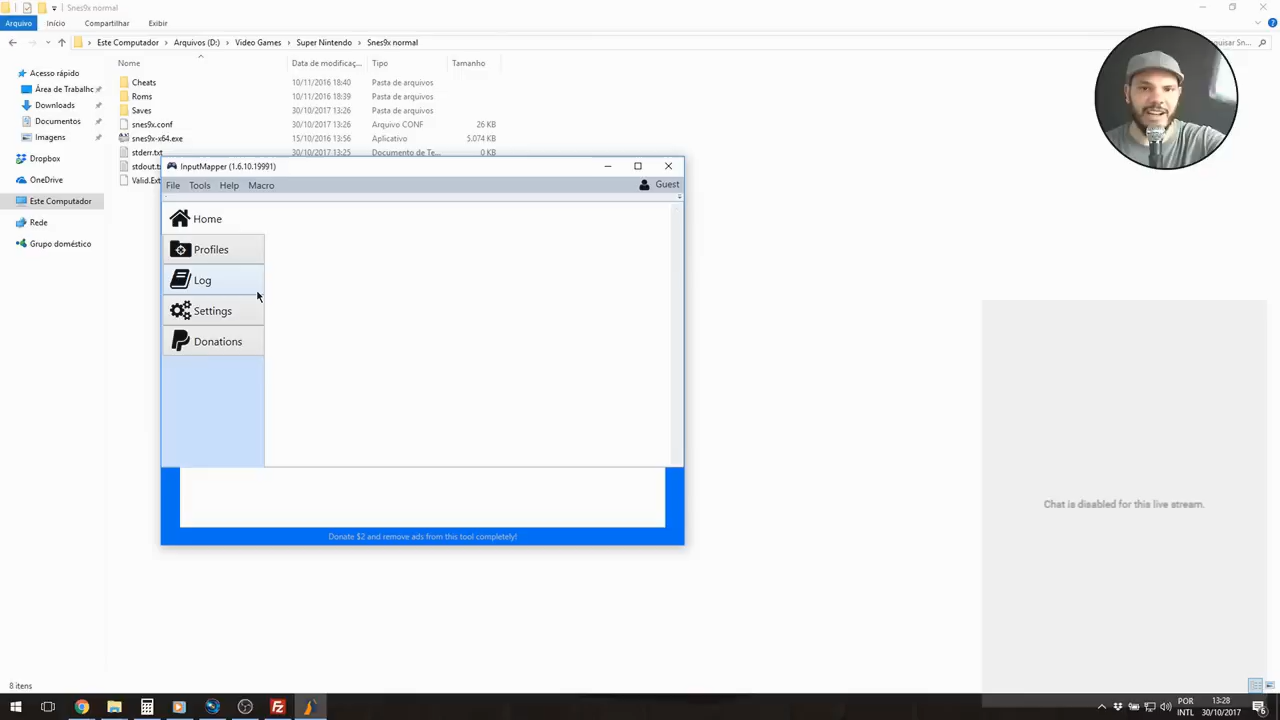 Snes9x normal
Arquivo Início Compartilhar Exibir
Este Computador Arquivos (D:) Video Games Super Nintendo Snes9x normal
Nome Data de modificaç... Tipo Tamanho
Acesso rápido
Área de Trabalhc
Downloads
Documentos
Imagens
Dropbox
OneDrive
Este Computador
Rede
Grupo doméstico
Cheats 10/11/2016 18:40 Pasta de arquivos
Roms 10/11/2016 18:39 Pasta de arquivos
Saves 30/10/2017 13:26 Pasta de arquivos
snes9x.conf 30/10/2017 13:26 Arquivo CONF 26 KB
snes9x-x64.exe 15/10/2016 13:56 Aplicativo 5.074 KB
stderr.txt 30/10/2017 13:25 Documento de Te... 0 KB
stdout.t
Valid.Ext
InputMapper (1.6.10.19991)
File Tools Help Macro Guest
Home
Profiles
Log
Settings
Donations
Donate $2 and remove ads from this tool completely!
Chat is disabled for this live stream.
8 itens
POR
INTL
13:28
30/10/2017